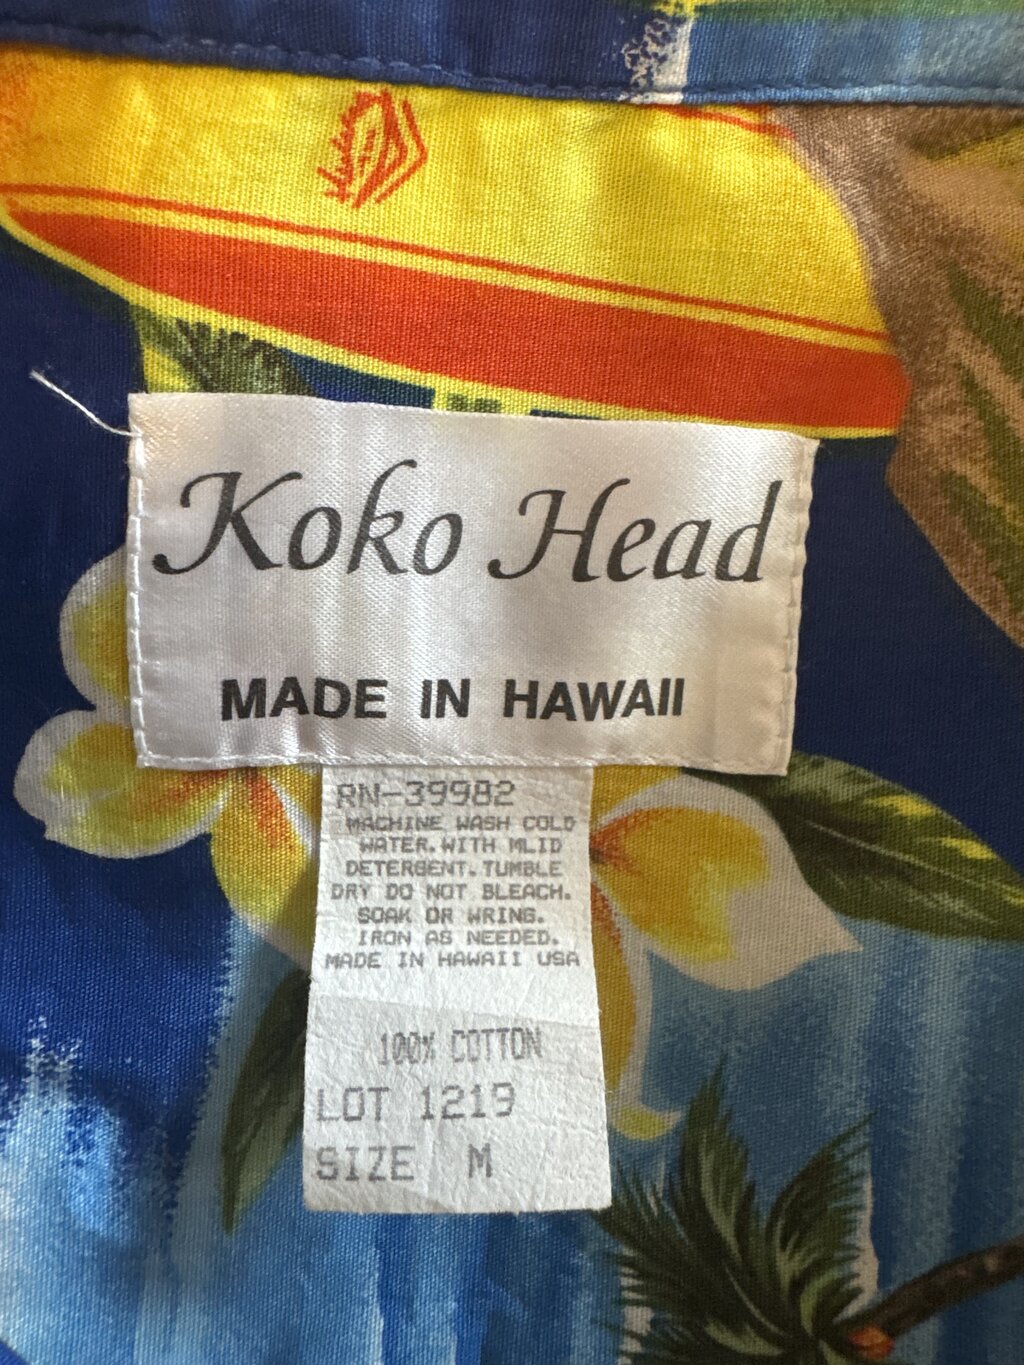 Koko Head
MADE IN HAWAII
RN-39982
MACHINE WASH COLD
WATER.WITH MLID
DETERGENT.TUMBLE
DRY DO NOT BLEACH.
SOAK OR WRING.
IRON AS NEEDED.
MADE IN HAWAII USA
100% COTTON
LOT 1219
SIZE M